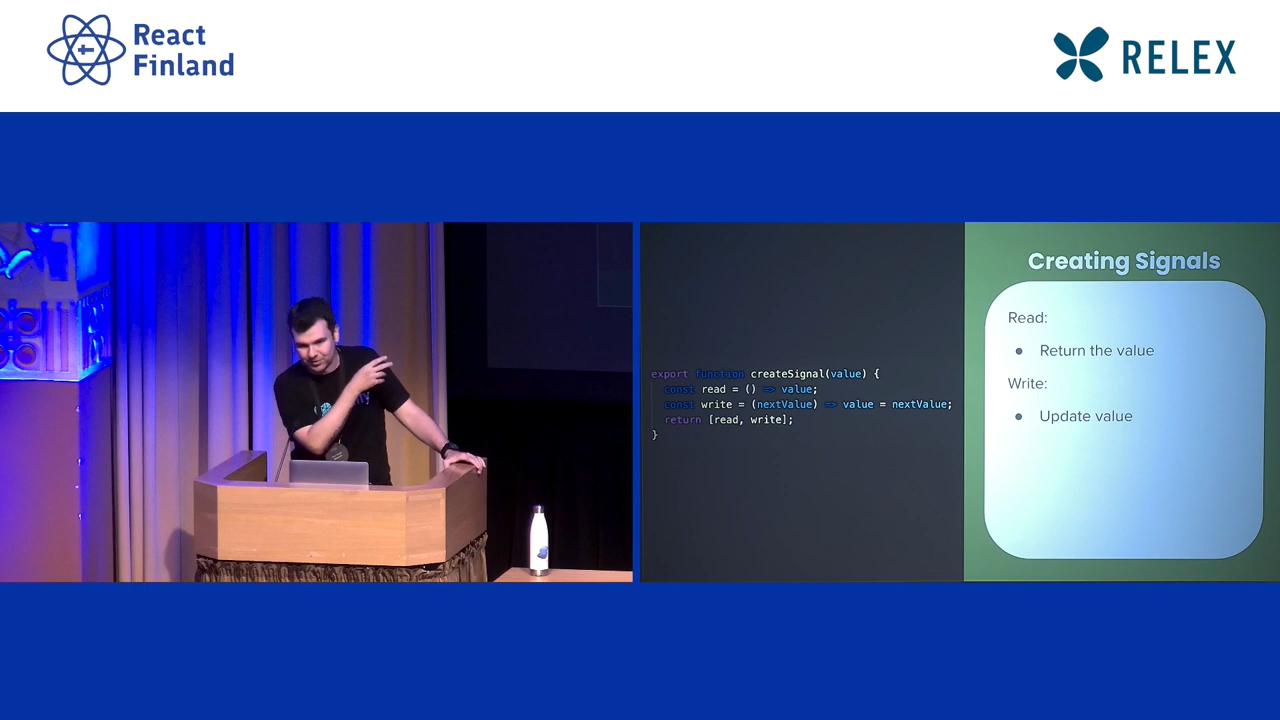 React
Finland
RELEX
export function createSignal(value) {
const read = () => value;
const write = (nextValue) => value = nextValue;
return [read, write];
}
Creating Signals
Read:
● Return the value
Write:
● Update value